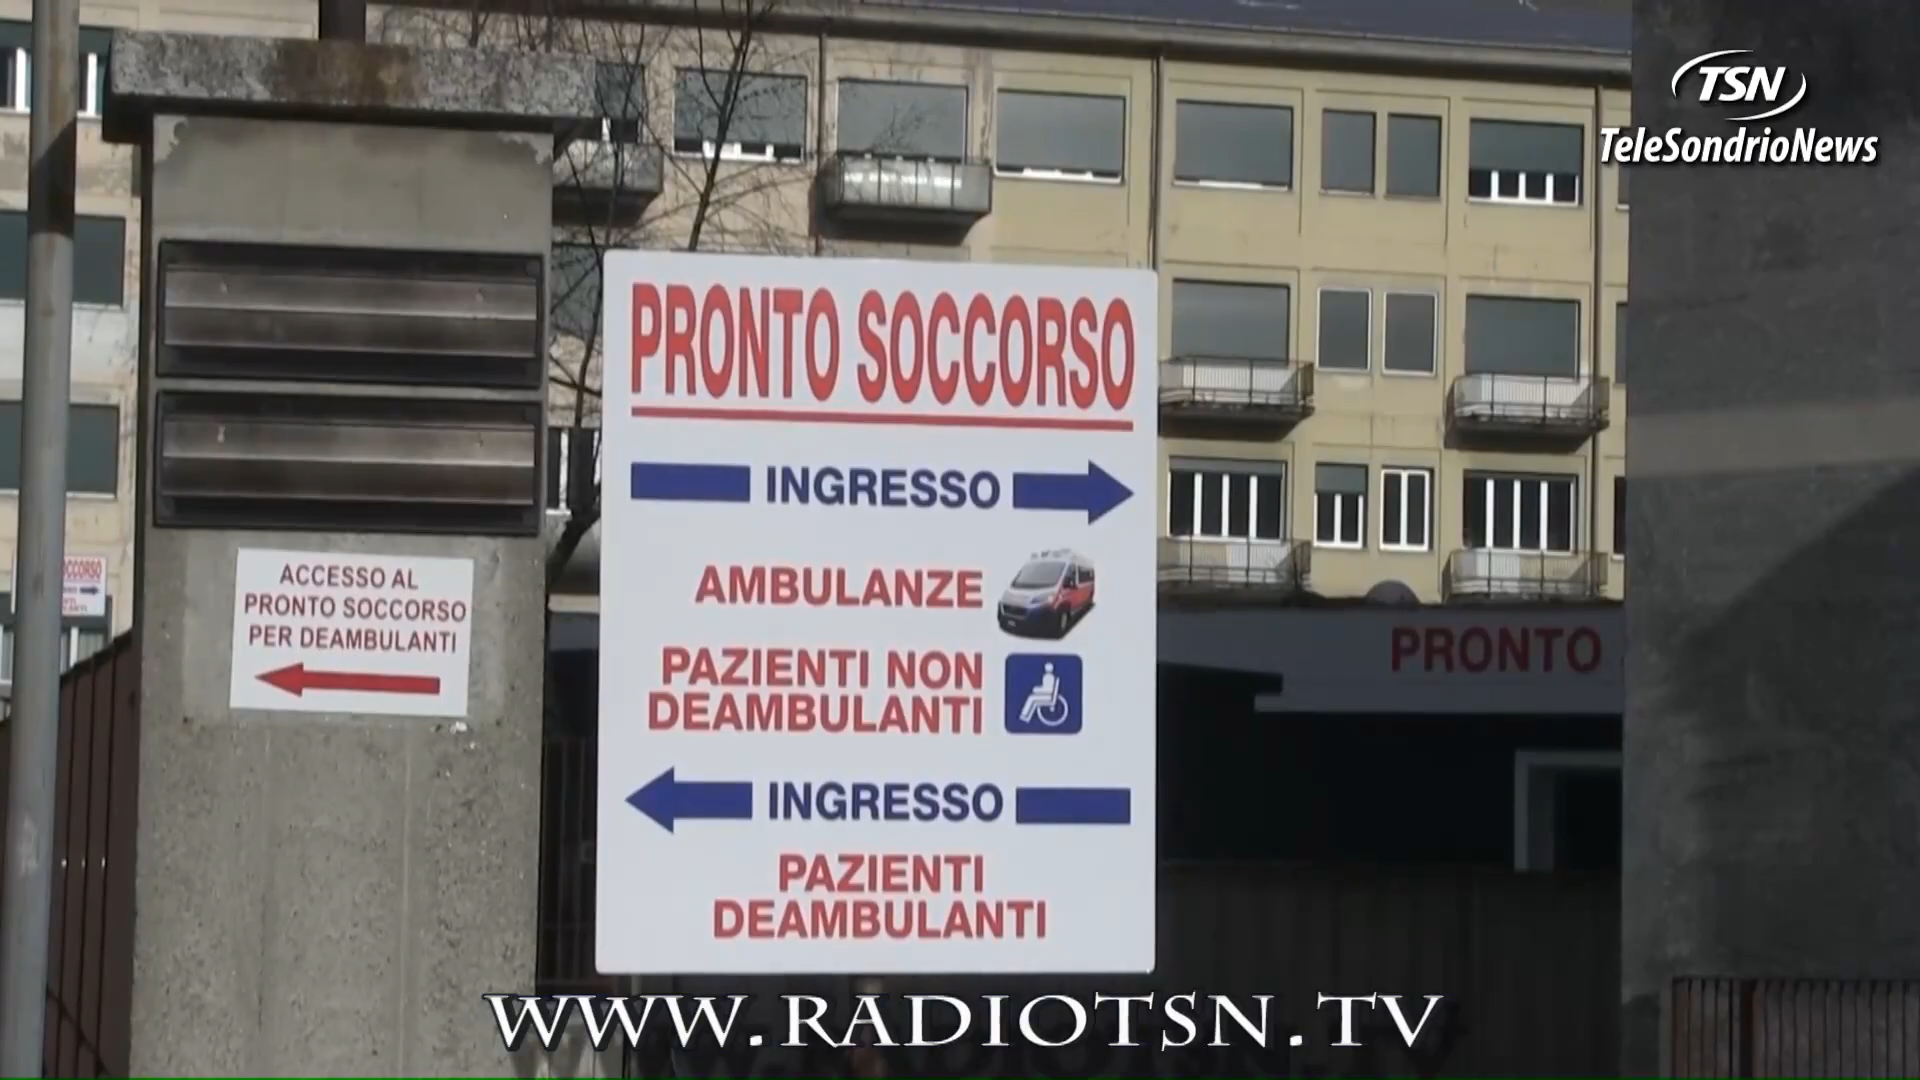 TSN
TeleSondrioNews
PRONTO SOCCORSO
INGRESSO
AMBULANZE
PAZIENTI NON
DEAMBULANTI
INGRESSO
PAZIENTI
DEAMBULANTI
ACCESSO AL
PRONTO SOCCORSO
PER DEAMBULANTI
PRONTO
WWW.RADIOTSN.TV